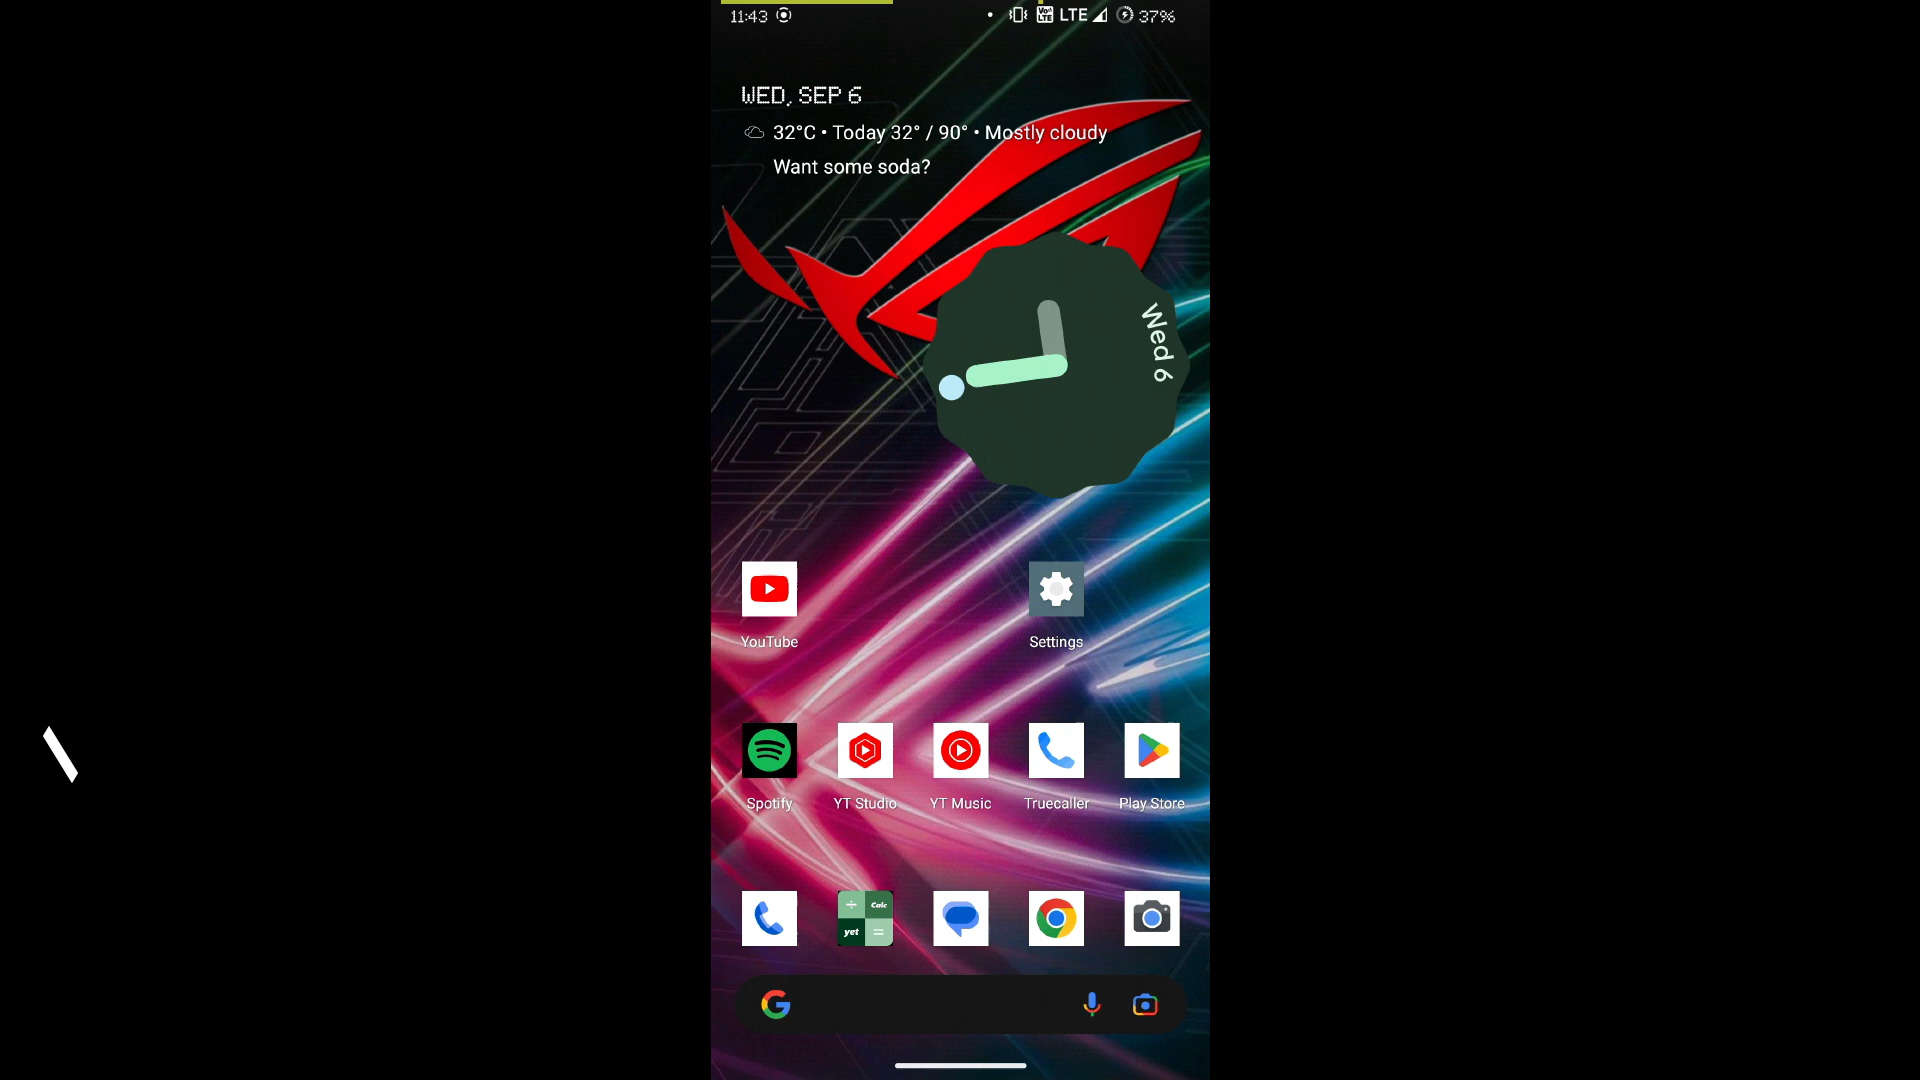 11:43 LTE 37%
WED, SEP 6
32°C • Today 32° / 90° • Mostly cloudy
Want some soda?
Wed 6
YouTube Settings
Spotify YT Studio YT Music Truecaller Play Store
÷ Calc
yet =